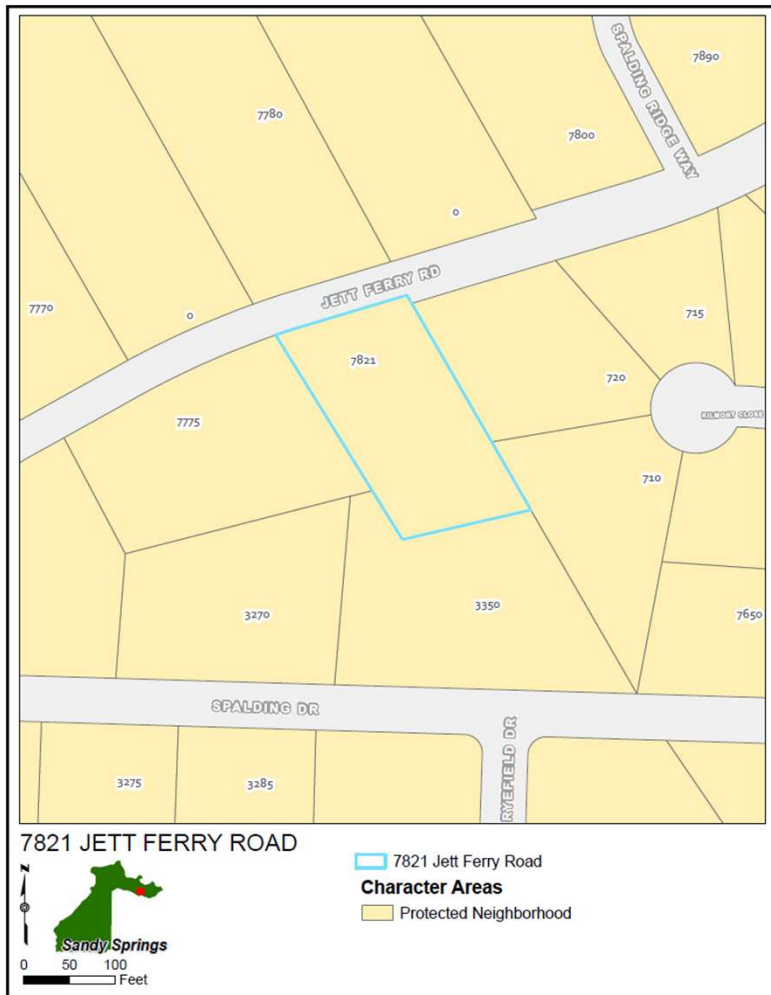 SPALDING RIDGE WAY
7890
7780
7800
0
JETT FERRY RD
7770
0
715
7821
720
7775
KILMONT CLOSE
710
3350
3270
7650
SPALDING DR
RYEFIELD DR
3275
3285
7821 JETT FERRY ROAD
7821 Jett Ferry Road
Character Areas
Protected Neighborhood
N
Sandy Springs
0 50 100
Feet